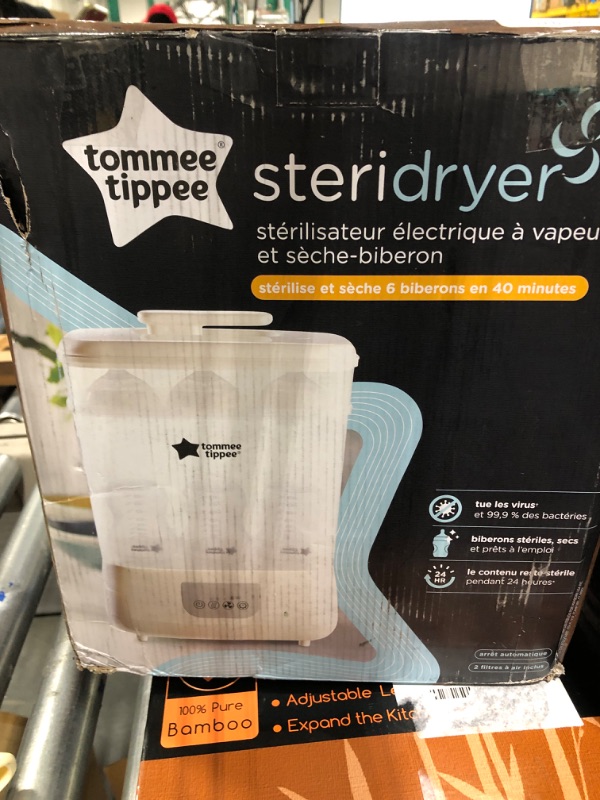 tommee®
tippee
steridryer
stérilisateur électrique à vapeu
et sèche-biberon
stérilise et sèche 6 biberons en 40 minutes
tommee
tippee®
tue les virus
et 99,9 % des bactéries
biberons stériles, secs
et prêts à l'emploi
24
HR
le contenu reste stérile
pendant 24 heures
arrêt automatique
2 filtres à air inclus
100% Pure
Bamboo
• Adjustable Le
• Expand the Kitc